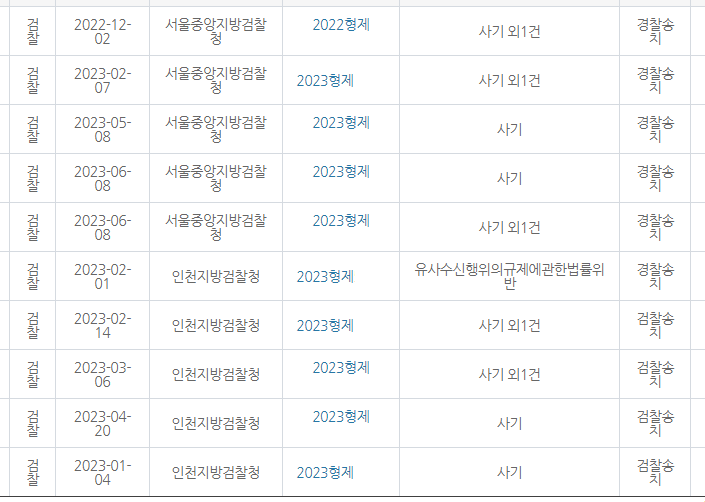 검찰 2022-12-02 서울중앙지방검찰청 2022형제 사기 외1건 경찰송치
검찰 2023-02-07 서울중앙지방검찰청 2023형제 사기 외1건 경찰송치
검찰 2023-05-08 서울중앙지방검찰청 2023형제 사기 경찰송치
검찰 2023-06-08 서울중앙지방검찰청 2023형제 사기 경찰송치
검찰 2023-06-08 서울중앙지방검찰청 2023형제 사기 외1건 경찰송치
검찰 2023-02-01 인천지방검찰청 2023형제 유사수신행위의규제에관한법률위반 경찰송치
검찰 2023-02-14 인천지방검찰청 2023형제 사기 외1건 검찰송치
검찰 2023-03-06 인천지방검찰청 2023형제 사기 외1건 검찰송치
검찰 2023-04-20 인천지방검찰청 2023형제 사기 검찰송치
검찰 2023-01-04 인천지방검찰청 2023형제 사기 검찰송치